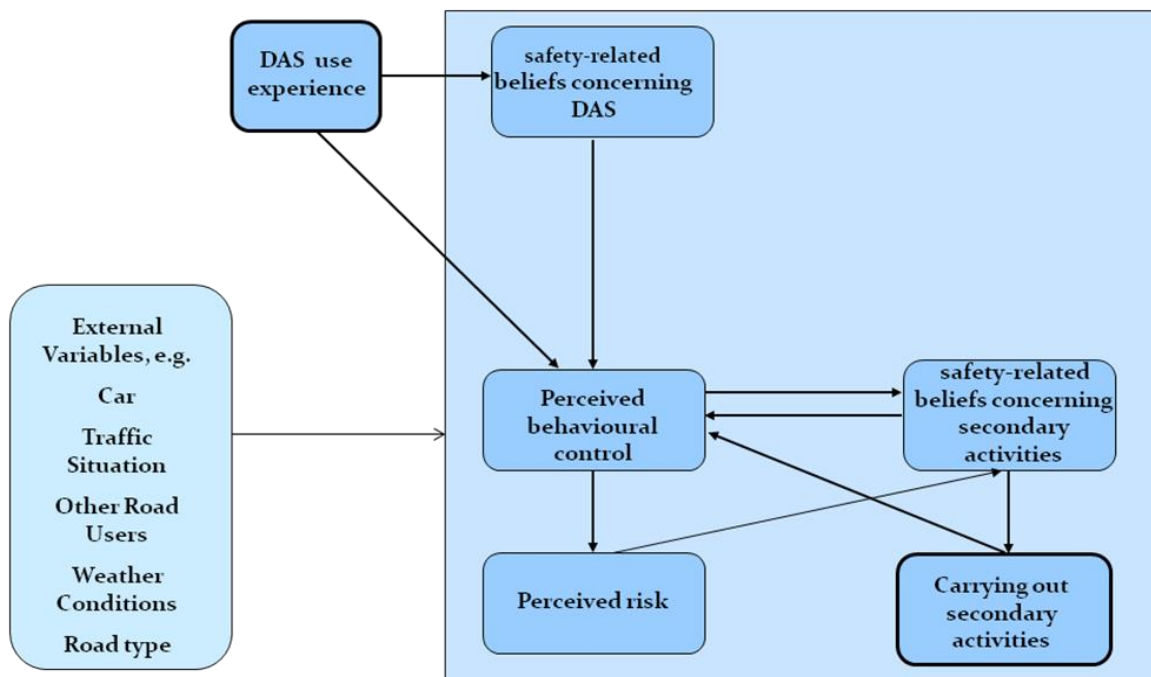 DAS use
experience
safety-related
beliefs concerning
DAS
External
Variables, e.g.
Car
Traffic
Situation
Other Road
Users
Weather
Conditions
Road type
Perceived
behavioural
control
safety-related
beliefs concerning
secondary
activities
Perceived risk
Carrying out
secondary
activities